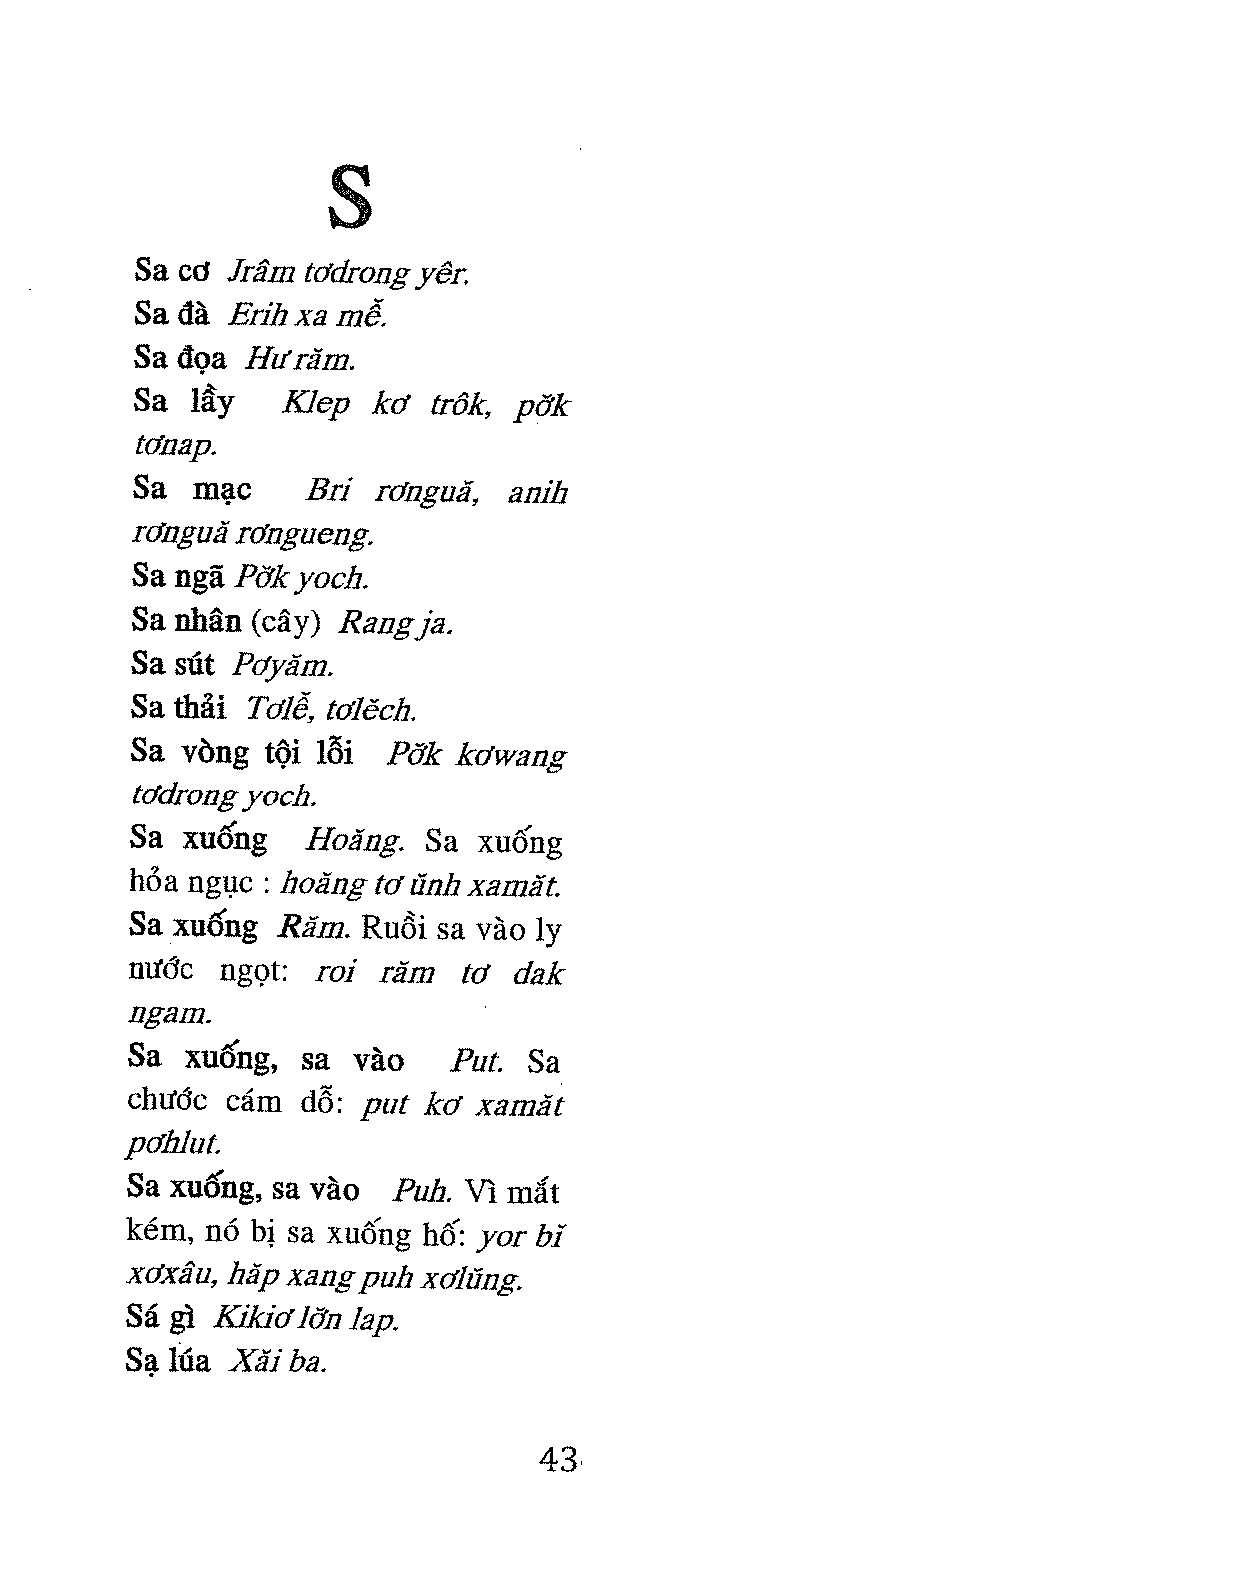 S
Sa cơ Jrâm tơdrong yêr.
Sa đà Erih xa mê̆.
Sa đọa Hư răm.
Sa lầy Klep kơ trôk, pơ̆k
tơnap.
Sa mạc Bri rơnguă, anih
rơnguă rơngueng.
Sa ngã Pơ̆k yoch.
Sa nhân (cây) Rang ja.
Sa sút Pơyăm.
Sa thải Tơlê̆, tơlĕch.
Sa vòng tội lỗi Pơ̆k kơwang
tơdrong yoch.
Sa xuống Hoăng. Sa xuống
hỏa ngục : hoăng tơ ŭnh xamăt.
Sa xuống Răm. Ruồi sa vào ly
nước ngọt: roi răm tơ dak
ngam.
Sa xuống, sa vào Put. Sa
chước cám dỗ: put kơ xamăt
pơhlut.
Sa xuống, sa vào Puh. Vì mắt
kém, nó bị sa xuống hố: yor bĭ
xơxâu, hăp xang puh xơlŭng.
Sá gì Kikiơ lơ̆n lap.
Sạ lúa Xăi ba.
43